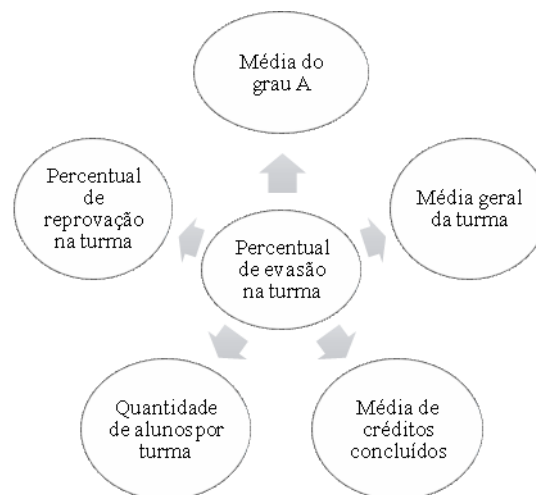 Média do
grau A
Percentual
de
reprovação
na turma
Média geral
da turma
Percentual
de evasão
na turma
Quantidade
de alunos por
turma
Média de
créditos
concluídos